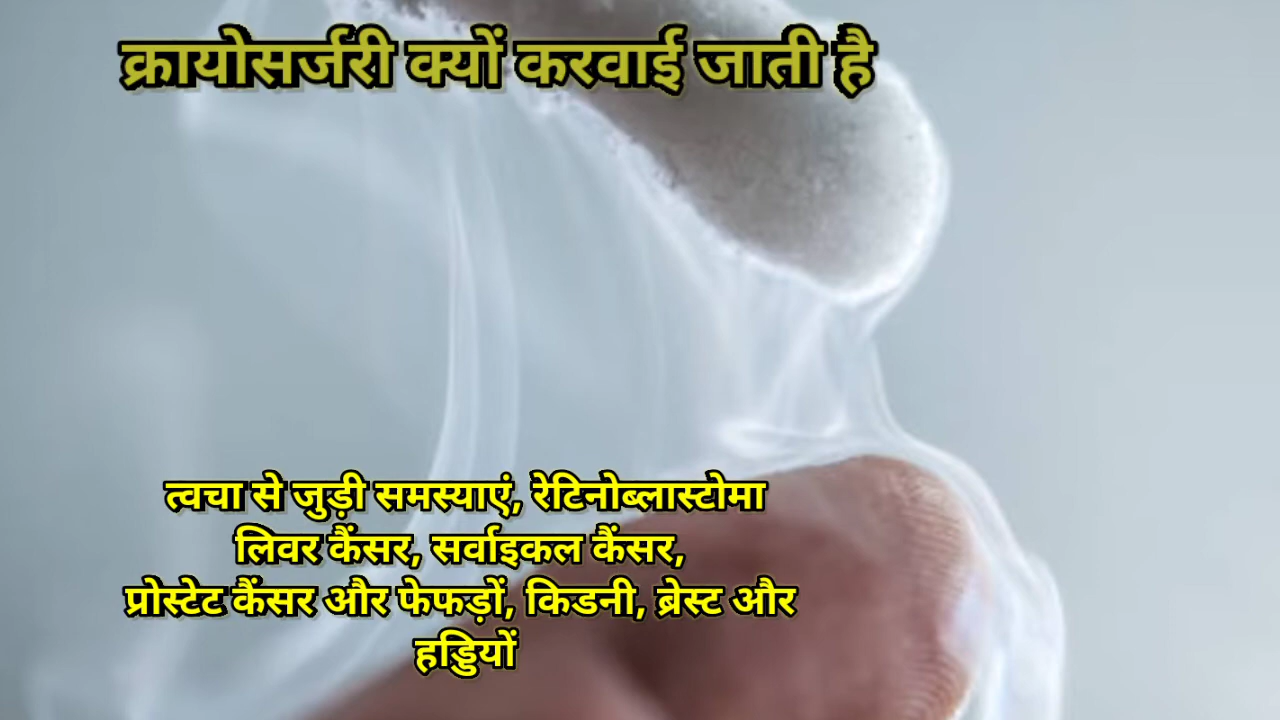 क्रायोसर्जरी क्यों करवाई जाती है
त्वचा से जुड़ी समस्याएं, रेटिनोब्लास्टोमा
लिवर कैंसर, सर्वाइकल कैंसर,
प्रोस्टेट कैंसर और फेफड़ों, किडनी, ब्रेस्ट और
हड्डियों